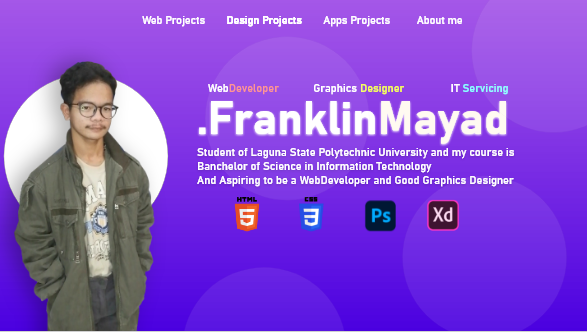 Web Projects Design Projects Apps Projects About me
WebDeveloper Graphics Designer IT Servicing
.FranklinMayad
Student of Laguna State Polytechnic University and my course is
Banchelor of Science in Information Technology
And Aspiring to be a WebDeveloper and Good Graphics Designer
HTML CSS
5 3 Ps Xd